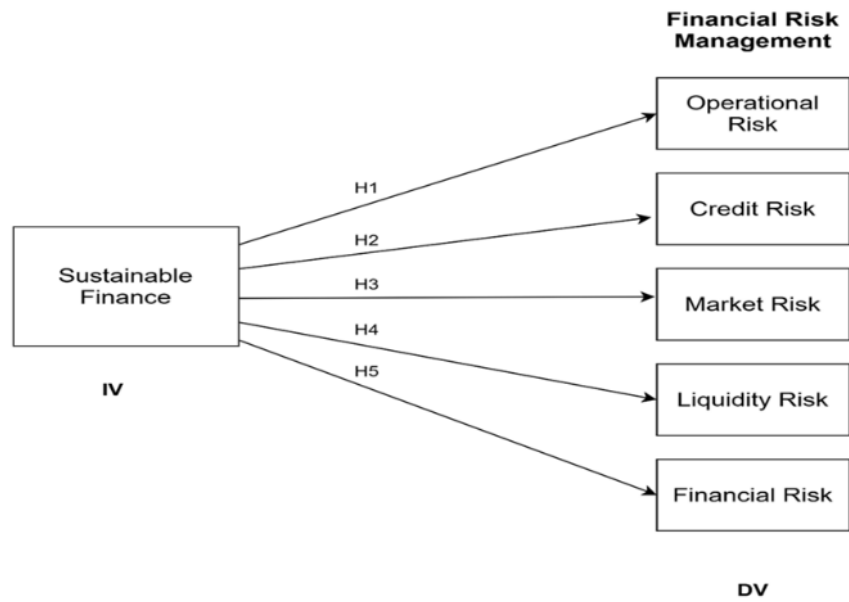 Financial Risk
Management
Operational
Risk
H1
Credit Risk
H2
Sustainable
Finance
H3
Market Risk
H4
H5
IV
Liquidity Risk
Financial Risk
DV